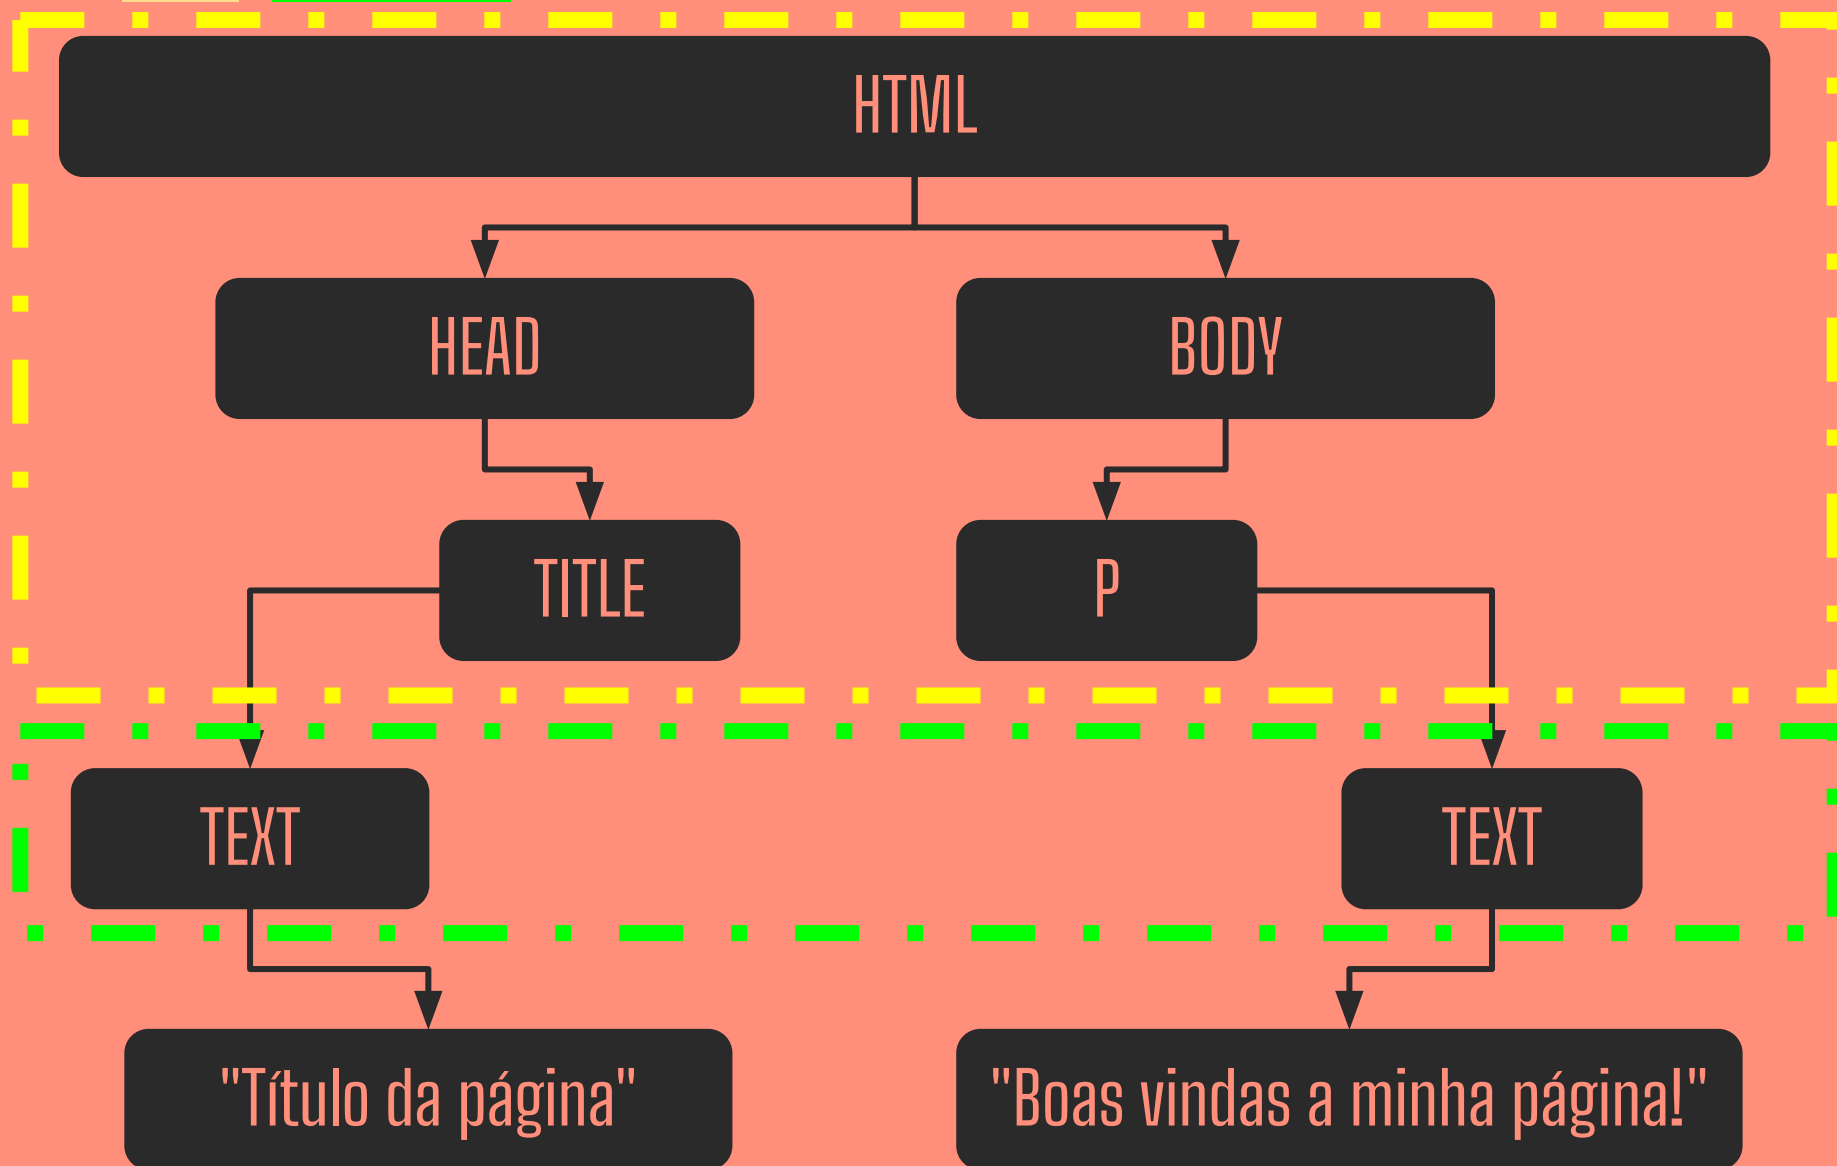 HTML
HEAD
BODY
TITLE
P
TEXT
TEXT
"Título da página"
"Boas vindas a minha página!"